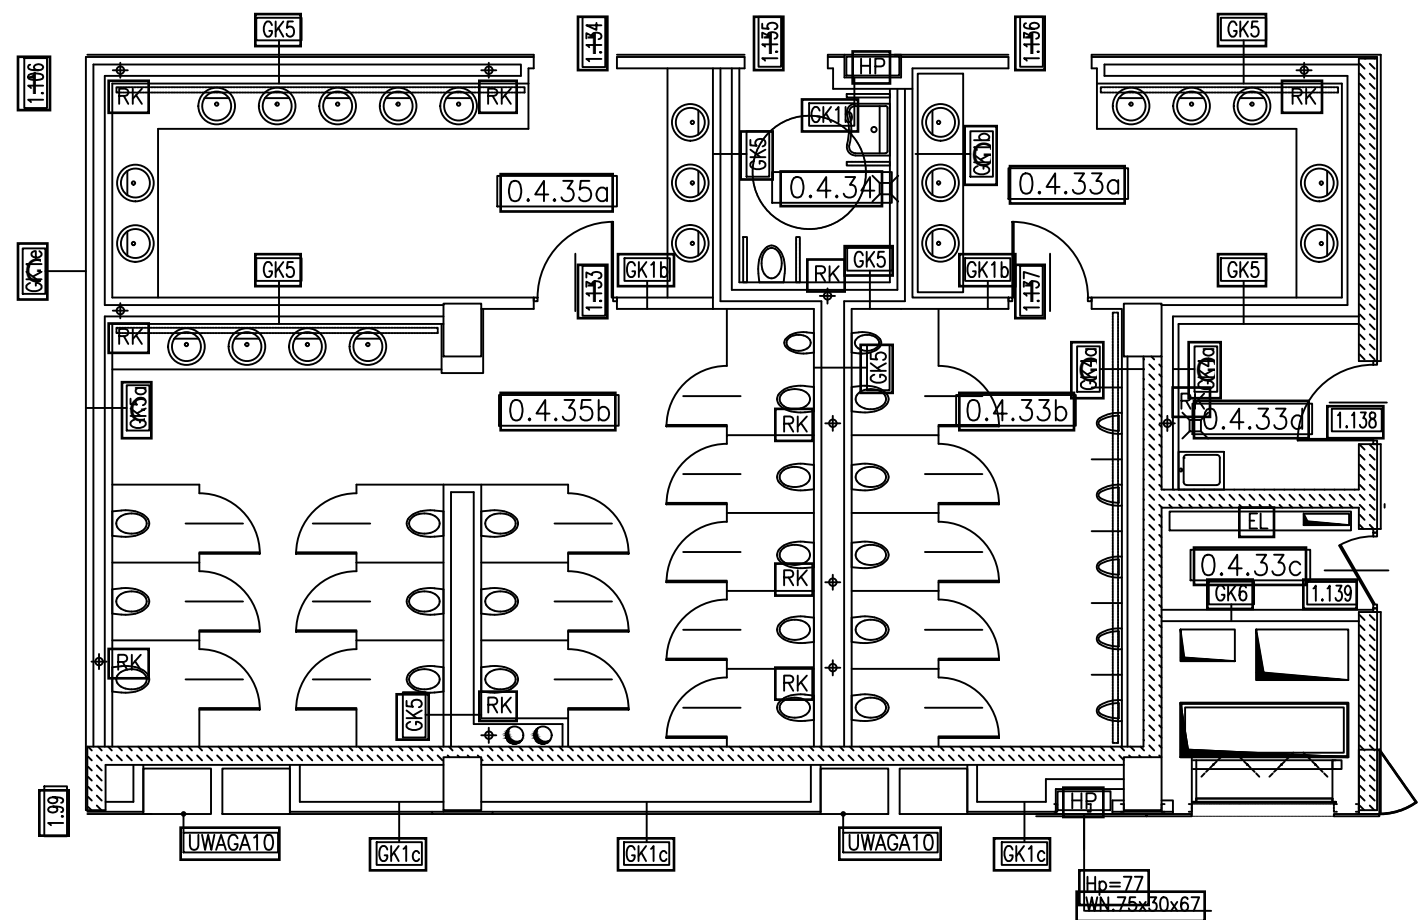 GK5
1.134
1.135
1.136
GK5
1.106
RK
RK
HP
RK
GK1b
GK5
0.4.35a
0.4.34
0.4.33a
GK5
GK1b
GK5
RK
GK1b
GK5
1.133
1.137
RK
GK5
GK5a
0.4.35b
RK
0.4.33b
0.4.33d
1.138
EL
0.4.33c
RK
GK6
1.139
RK
RK
GK5
RK
1.99
HP
UWAGA10
GK1c
GK1c
UWAGA10
GK1c
Hp=77
WN.75x30x67